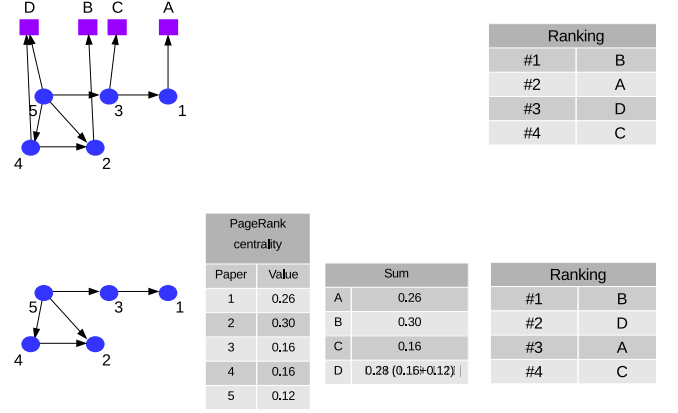 D B C A
5 3 1
4 2
Ranking
#1 B
#2 A
#3 D
#4 C
5 3 1
4 2
PageRank
centrality
Paper Value
1 0.26
2 0.30
3 0.16
4 0.16
5 0.12
Sum
A 0.26
B 0.30
C 0.16
D 0.28 (0.16+0.12)
Ranking
#1 B
#2 D
#3 A
#4 C